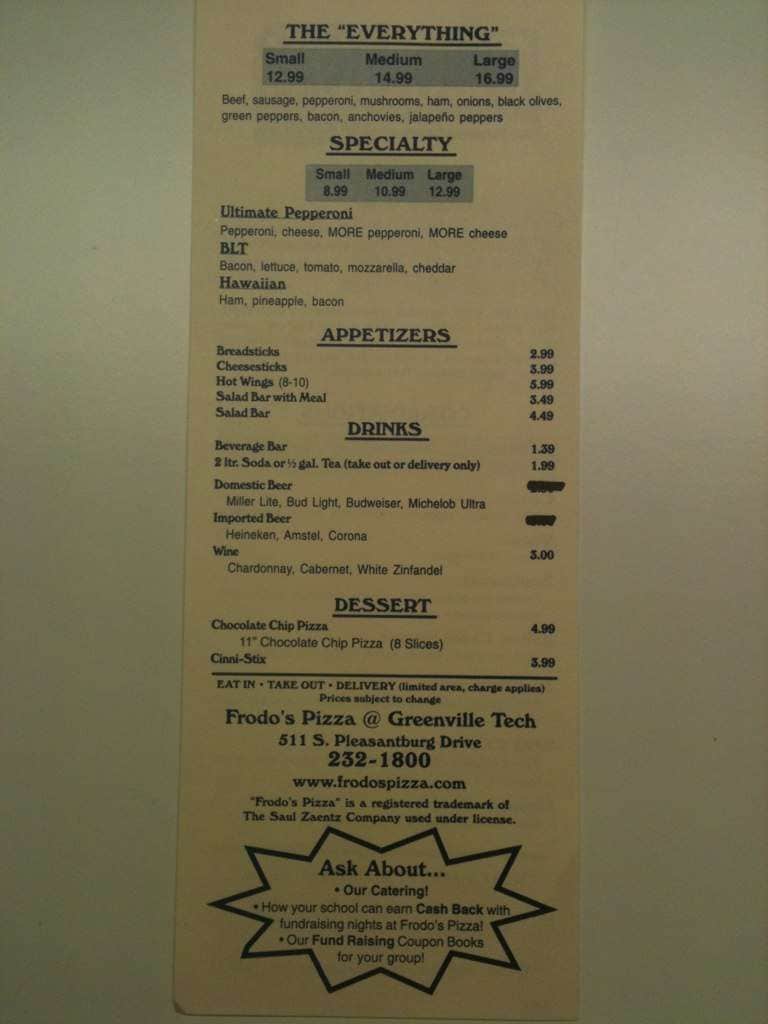 THE "EVERYTHING"
Small Medium Large
12.99 14.99 16.99
Beef, sausage, pepperoni, mushrooms, ham, onions, black olives,
green peppers, bacon, anchovies, jalapeño peppers
SPECIALTY
Small Medium Large
8.99 10.99 12.99
Ultimate Pepperoni
Pepperoni, cheese, MORE pepperoni, MORE cheese
BLT
Bacon, lettuce, tomato, mozzarella, cheddar
Hawaiian
Ham, pineapple, bacon
APPETIZERS
Breadsticks 2.99
Cheesesticks 3.99
Hot Wings (8-10) 5.99
Salad Bar with Meal 3.49
Salad Bar 4.49
DRINKS
Beverage Bar 1.39
2 ltr. Soda or ½ gal. Tea (take out or delivery only) 1.99
Domestic Beer
Miller Lite, Bud Light, Budweiser, Michelob Ultra
Imported Beer
Heineken, Amstel, Corona
Wine 3.00
Chardonnay, Cabernet, White Zinfandel
DESSERT
Chocolate Chip Pizza 4.99
11" Chocolate Chip Pizza (8 Slices)
Cinni-Stix 3.99
EAT IN • TAKE OUT • DELIVERY (limited area, charge applies)
Prices subject to change
Frodo's Pizza @ Greenville Tech
511 S. Pleasantburg Drive
232-1800
www.frodospizza.com
"Frodo's Pizza" is a registered trademark of
The Saul Zaentz Company used under license.
Ask About...
• Our Catering!
• How your school can earn Cash Back with
fundraising nights at Frodo's Pizza!
• Our Fund Raising Coupon Books
for your group!